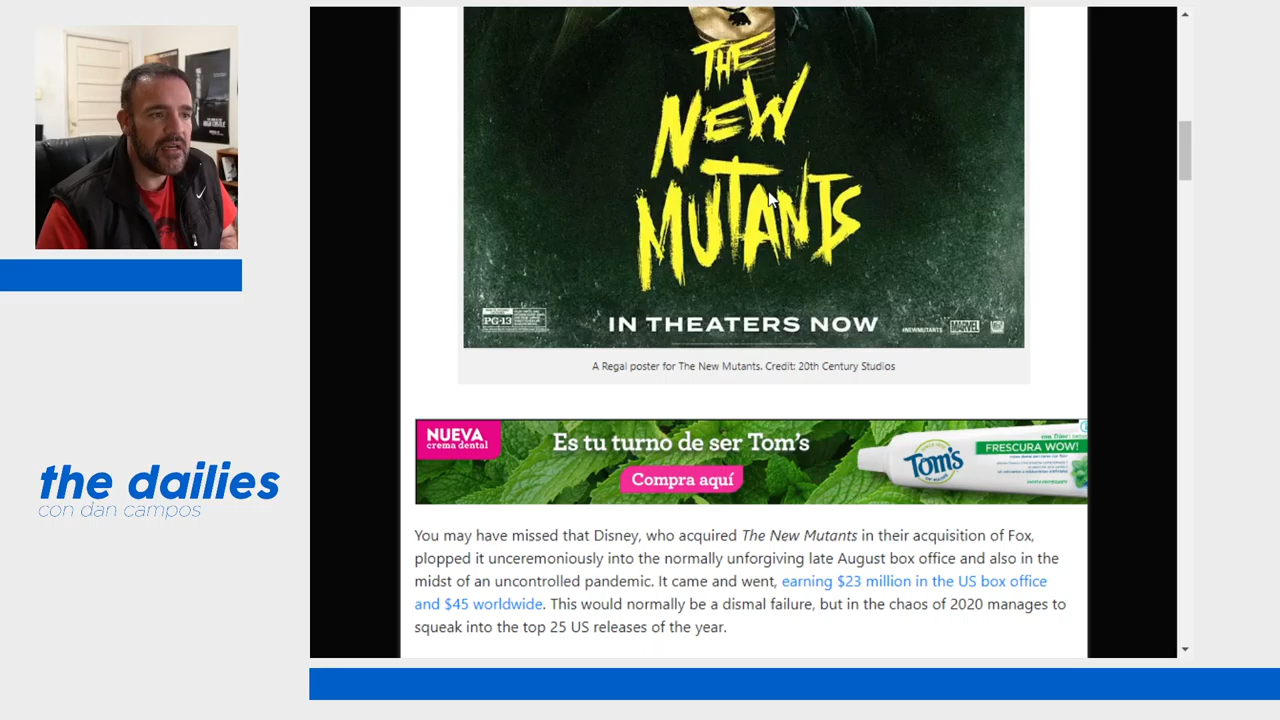 THE
NEW
MUTANTS
PG-13
IN THEATERS NOW
#NEWMUTANTS
MARVEL
A Regal poster for The New Mutants. Credit: 20th Century Studios
NUEVA
crema dental
Es tu turno de ser Tom's
Compra aquí
Tom's
OF MAINE
FRESCURA WOW!
the dailies
con dan campos
You may have missed that Disney, who acquired The New Mutants in their acquisition of Fox,
plopped it unceremoniously into the normally unforgiving late August box office and also in the
midst of an uncontrolled pandemic. It came and went, earning $23 million in the US box office
and $45 worldwide. This would normally be a dismal failure, but in the chaos of 2020 manages to
squeak into the top 25 US releases of the year.